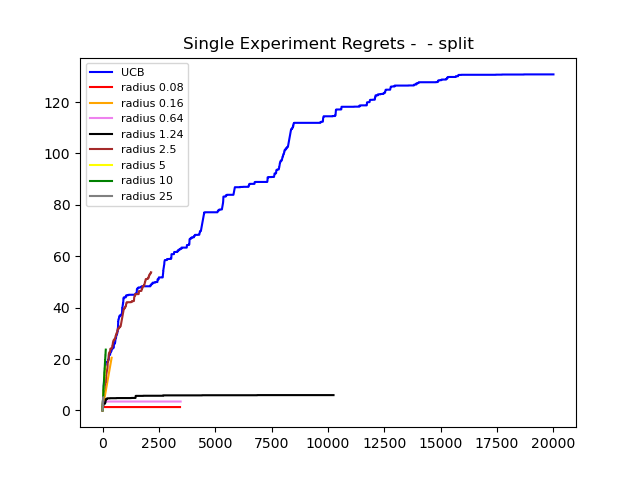 Single Experiment Regrets -  - split
UCB
radius 0.08
radius 0.16
radius 0.64
radius 1.24
radius 2.5
radius 5
radius 10
radius 25
120
100
80
60
40
20
0
0 2500 5000 7500 10000 12500 15000 17500 20000